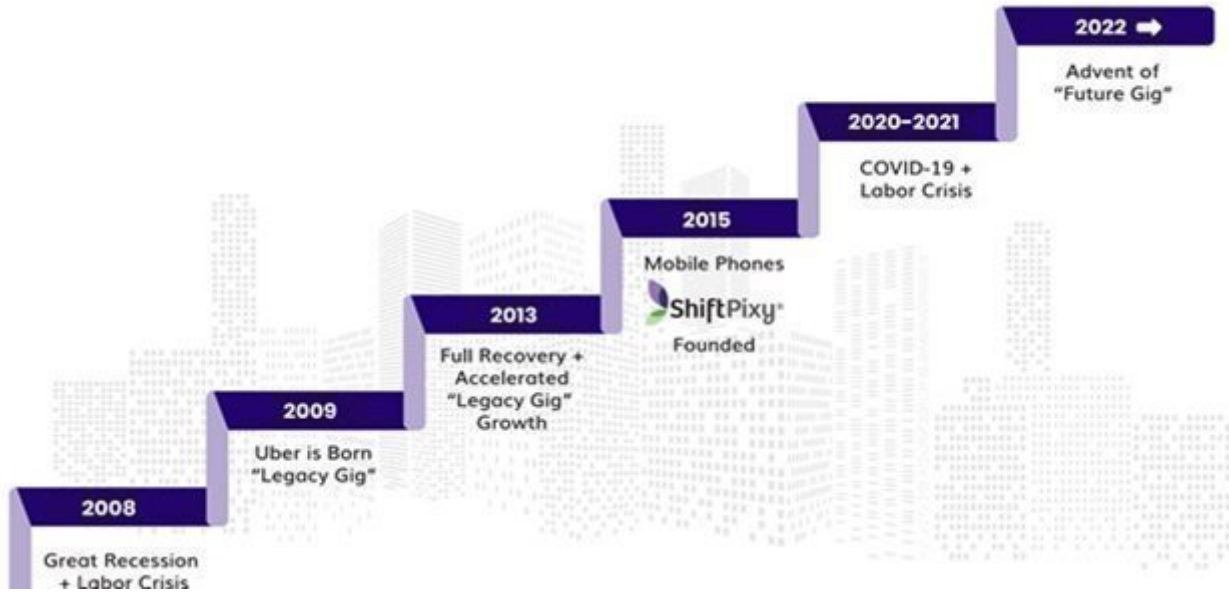 2022
Advent of
“Future Gig”
2020-2021
COVID-19 +
Labor Crisis
2015
Mobile Phones
ShiftPixy®
Founded
2013
Full Recovery +
Accelerated
“Legacy Gig”
Growth
2009
Uber is Born
“Legacy Gig”
2008
Great Recession
+ Labor Crisis